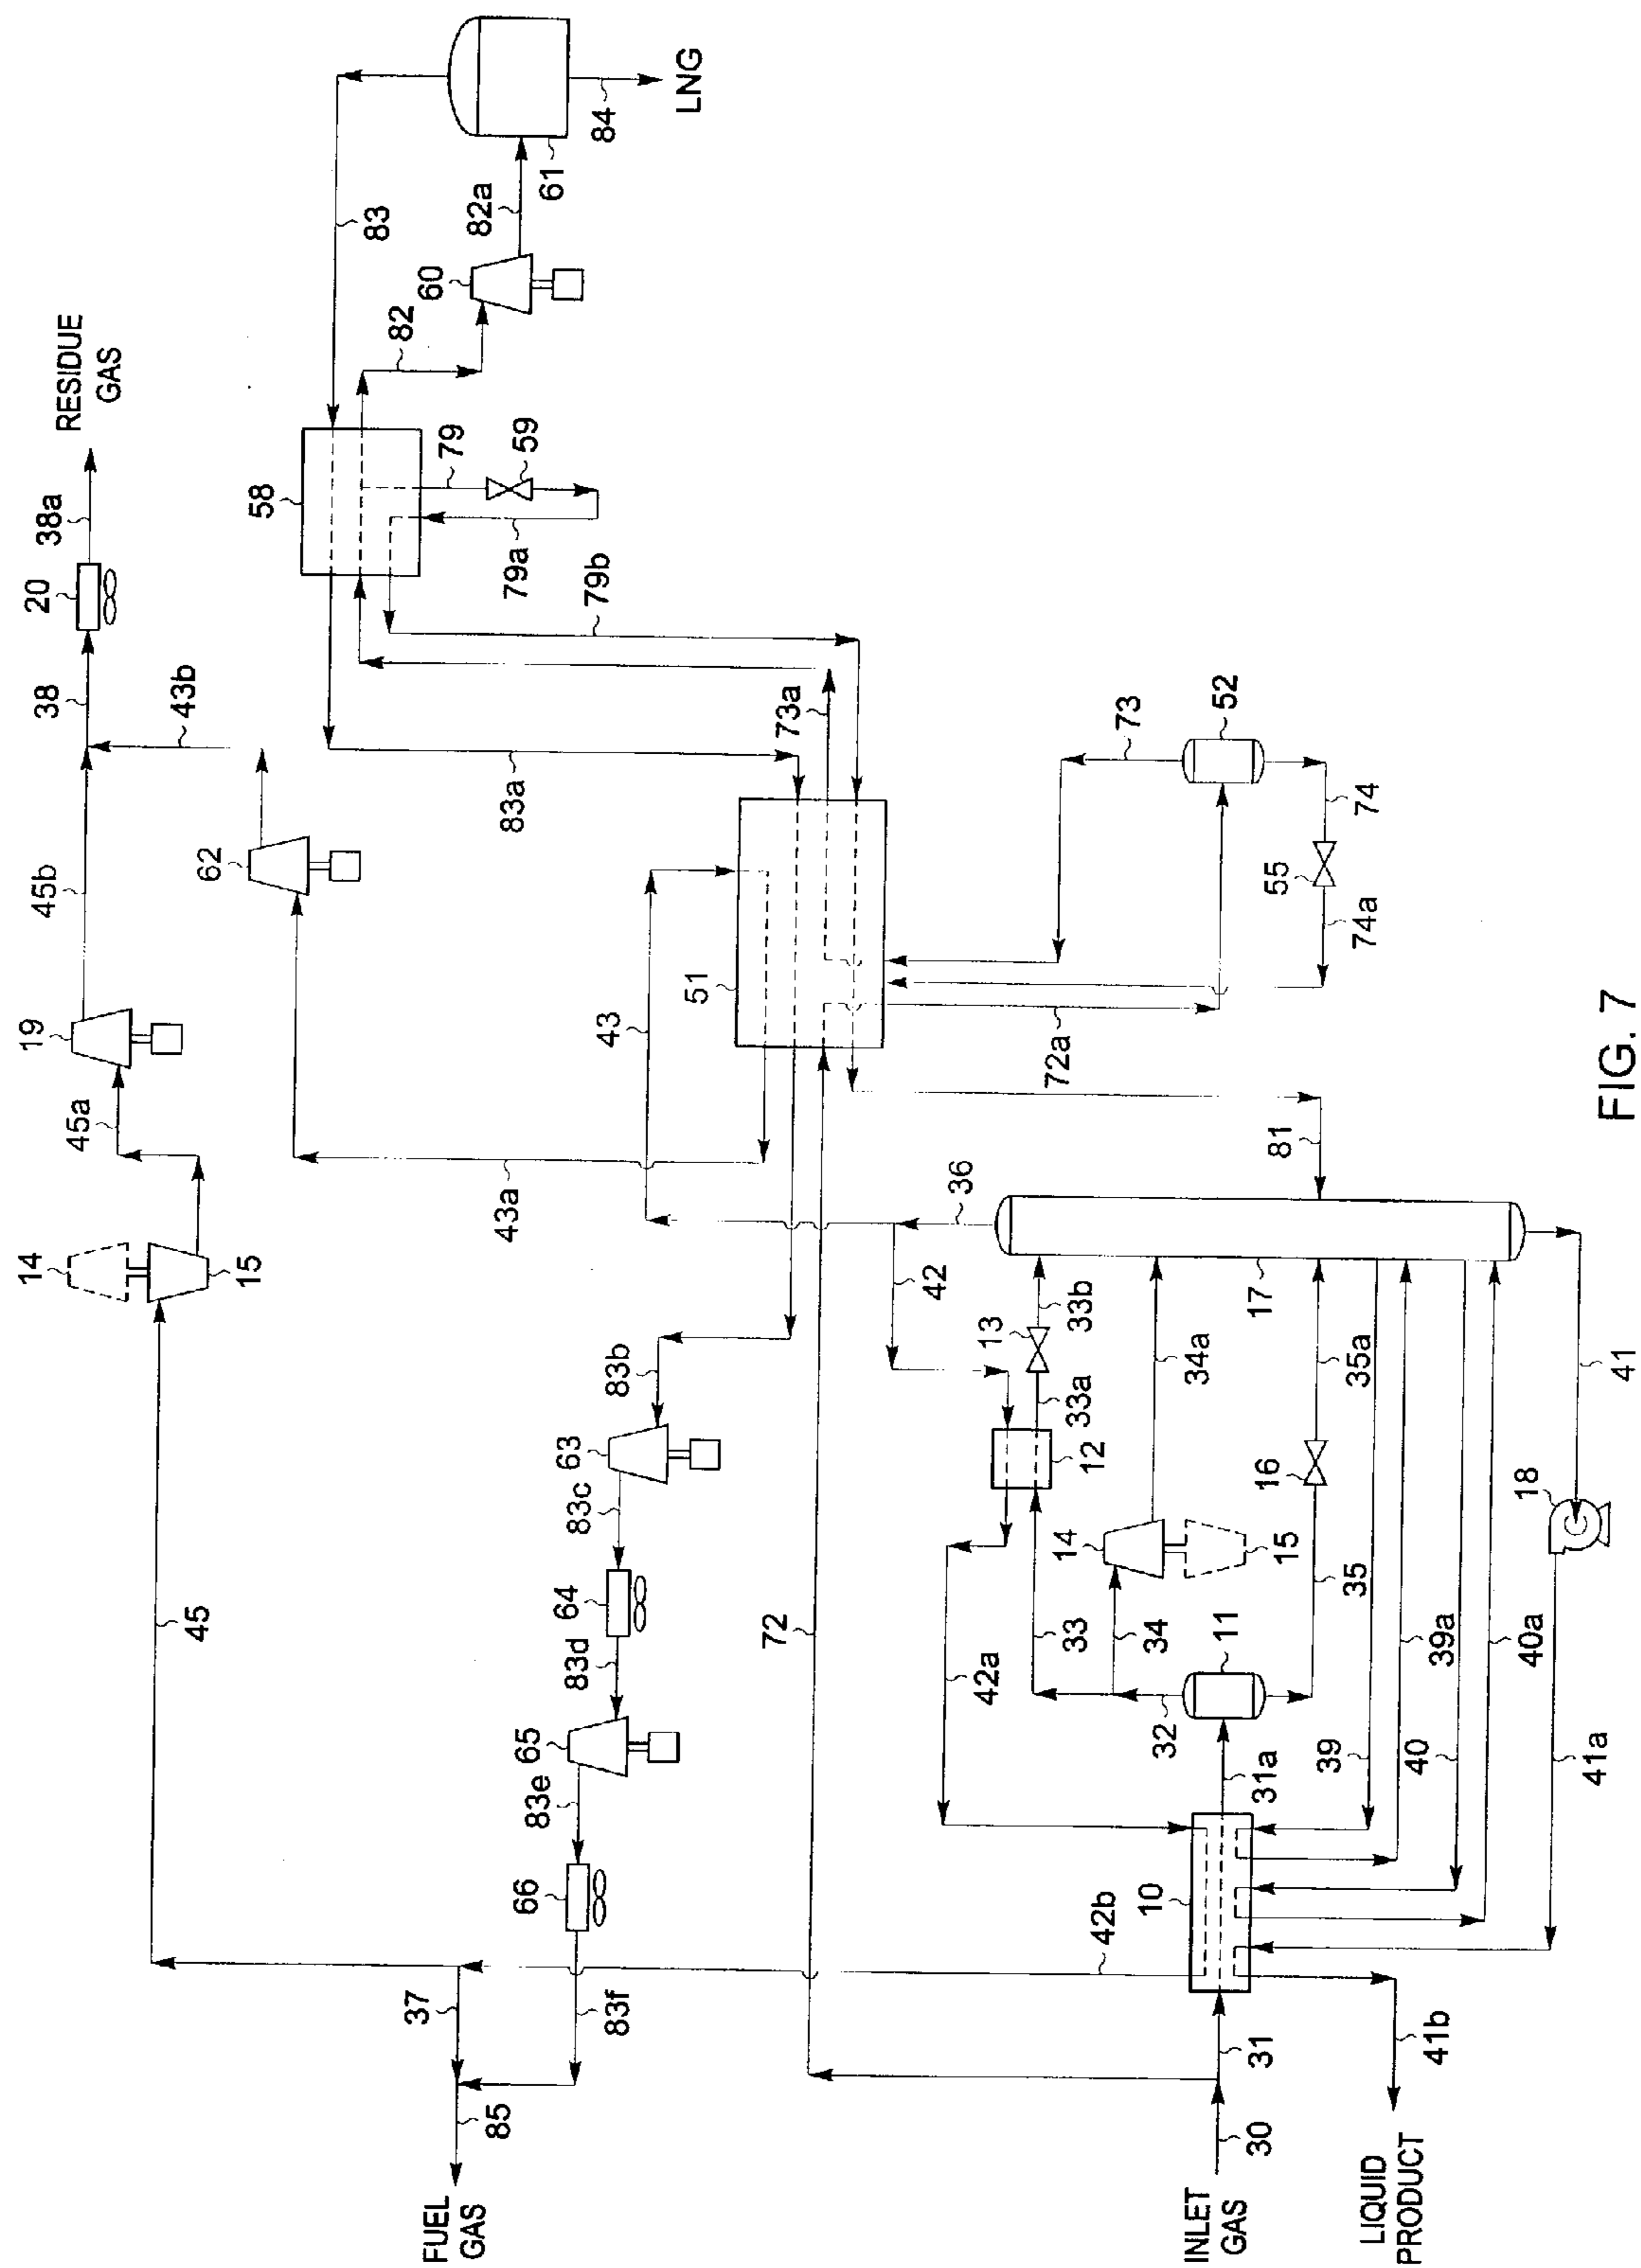 14
19
20
38
38a
RESIDUE
GAS
45a
45b
43b
45
15
62
58
83
82
60
79
59
82a
61
84
LNG
79a
79b
83a
43a
43
FUEL
GAS
37
85
66
83f
83e
65
83d
64
83c
63
83b
51
73a
72
42
36
72a
73
52
42a
13
33a
33b
12
14
33
34
34a
15
11
32
31a
10
42b
17
81
16
35
35a
55
74
74a
INLET
GAS
30
31
39
39a
40
40a
18
41
41a
41b
LIQUID
PRODUCT
FIG. 7